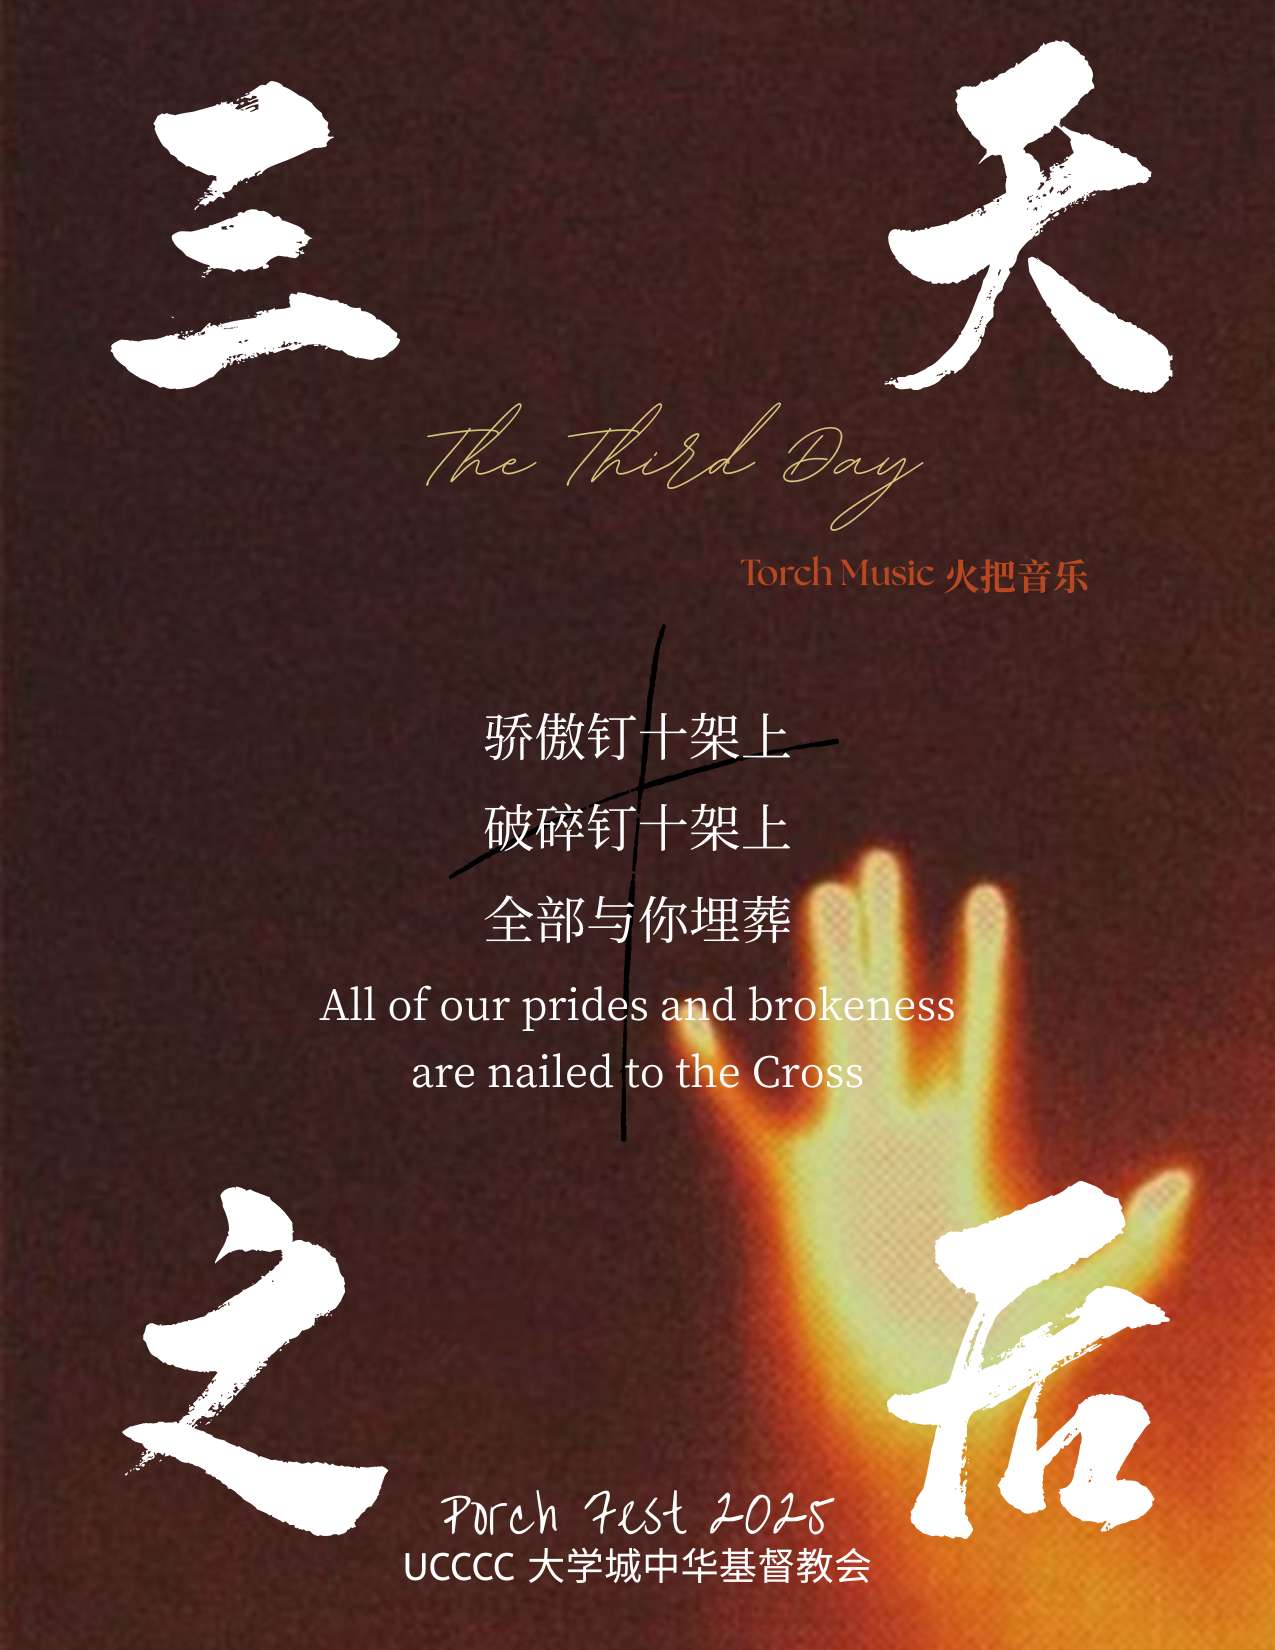 三天
The Third Day
Torch Music 火把音乐
骄傲钉十架上
破碎钉十架上
全部与你埋葬
All of our prides and brokeness
are nailed to the Cross
之后
Porch Fest 2025
UCCCC 大学城中华基督教会